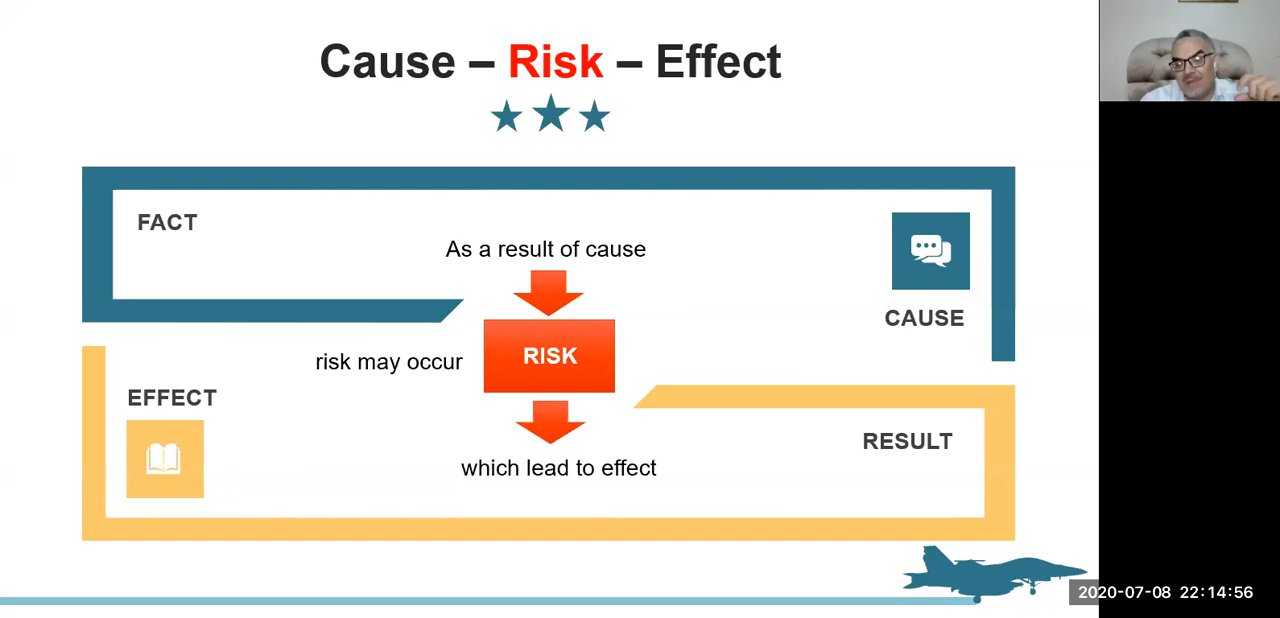 Cause – Risk – Effect
FACT
As a result of cause
CAUSE
risk may occur
RISK
EFFECT
RESULT
which lead to effect
2020-07-08 22:14:56